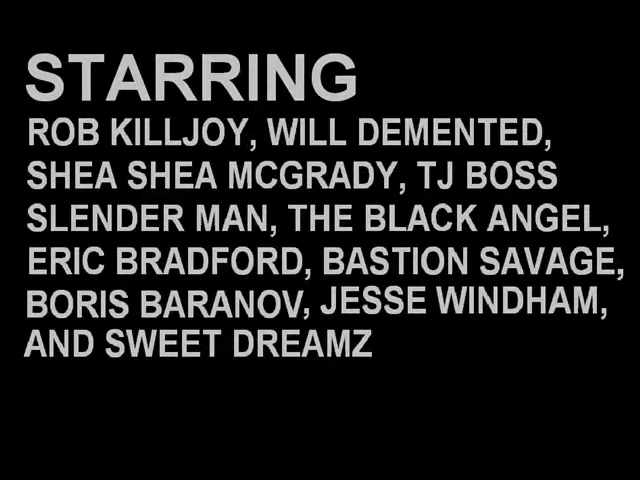 STARRING
ROB KILLJOY, WILL DEMENTED,
SHEA SHEA MCGRADY, TJ BOSS
SLENDER MAN, THE BLACK ANGEL,
ERIC BRADFORD, BASTION SAVAGE,
BORIS BARANOV, JESSE WINDHAM,
AND SWEET DREAMZ